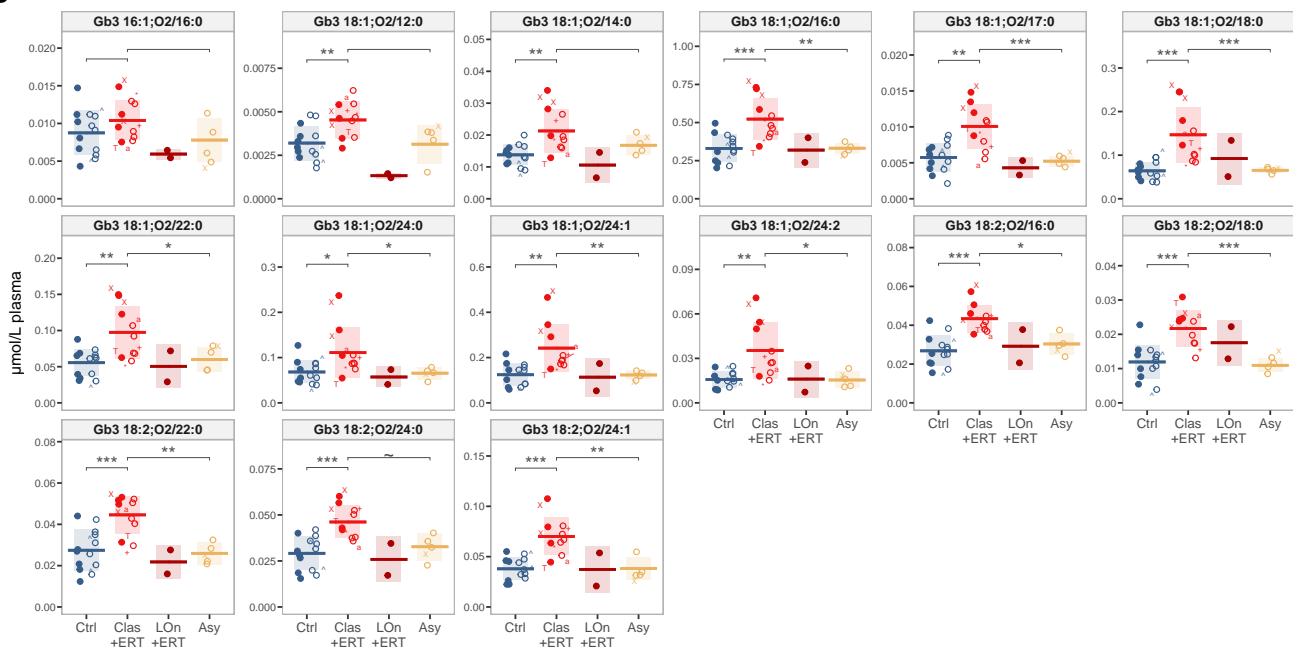 Gb3 16:1;O2/16:0
Gb3 18:1;O2/12:0
Gb3 18:1;O2/14:0
Gb3 18:1;O2/16:0
Gb3 18:1;O2/17:0
Gb3 18:1;O2/18:0
0.020
0.015
0.010
0.005
0.0075
**
0.0050
0.0025
0.0000
0.05
0.04
**
0.03
0.02
0.01
0.00
1.00
***
**
0.75
0.50
0.25
0.00
0.020
**
***
0.015
0.010
0.005
0.000
0.3
***
***
0.2
0.1
0.0
Gb3 18:1;O2/22:0
Gb3 18:1;O2/24:0
Gb3 18:1;O2/24:1
Gb3 18:1;O2/24:2
Gb3 18:2;O2/16:0
Gb3 18:2;O2/18:0
µmol/L plasma
0.20
**
*
0.15
0.10
0.05
0.00
0.3
*
*
0.2
0.1
0.0
0.6
**
**
0.4
0.2
0.0
0.09
**
*
0.06
0.03
0.00
0.08
***
*
0.06
0.04
0.02
0.00
0.04
***
***
0.03
0.02
0.01
0.00
Ctrl
Clas
+ERT
LOn
+ERT
Asy
Ctrl
Clas
+ERT
LOn
+ERT
Asy
Ctrl
Clas
+ERT
LOn
+ERT
Asy
Gb3 18:2;O2/22:0
Gb3 18:2;O2/24:0
Gb3 18:2;O2/24:1
0.08
***
**
0.06
0.04
0.02
0.00
0.075
***
~
0.050
0.025
0.000
0.15
***
**
0.10
0.05
0.00
Ctrl
Clas
+ERT
LOn
+ERT
Asy
Ctrl
Clas
+ERT
LOn
+ERT
Asy
Ctrl
Clas
+ERT
LOn
+ERT
Asy